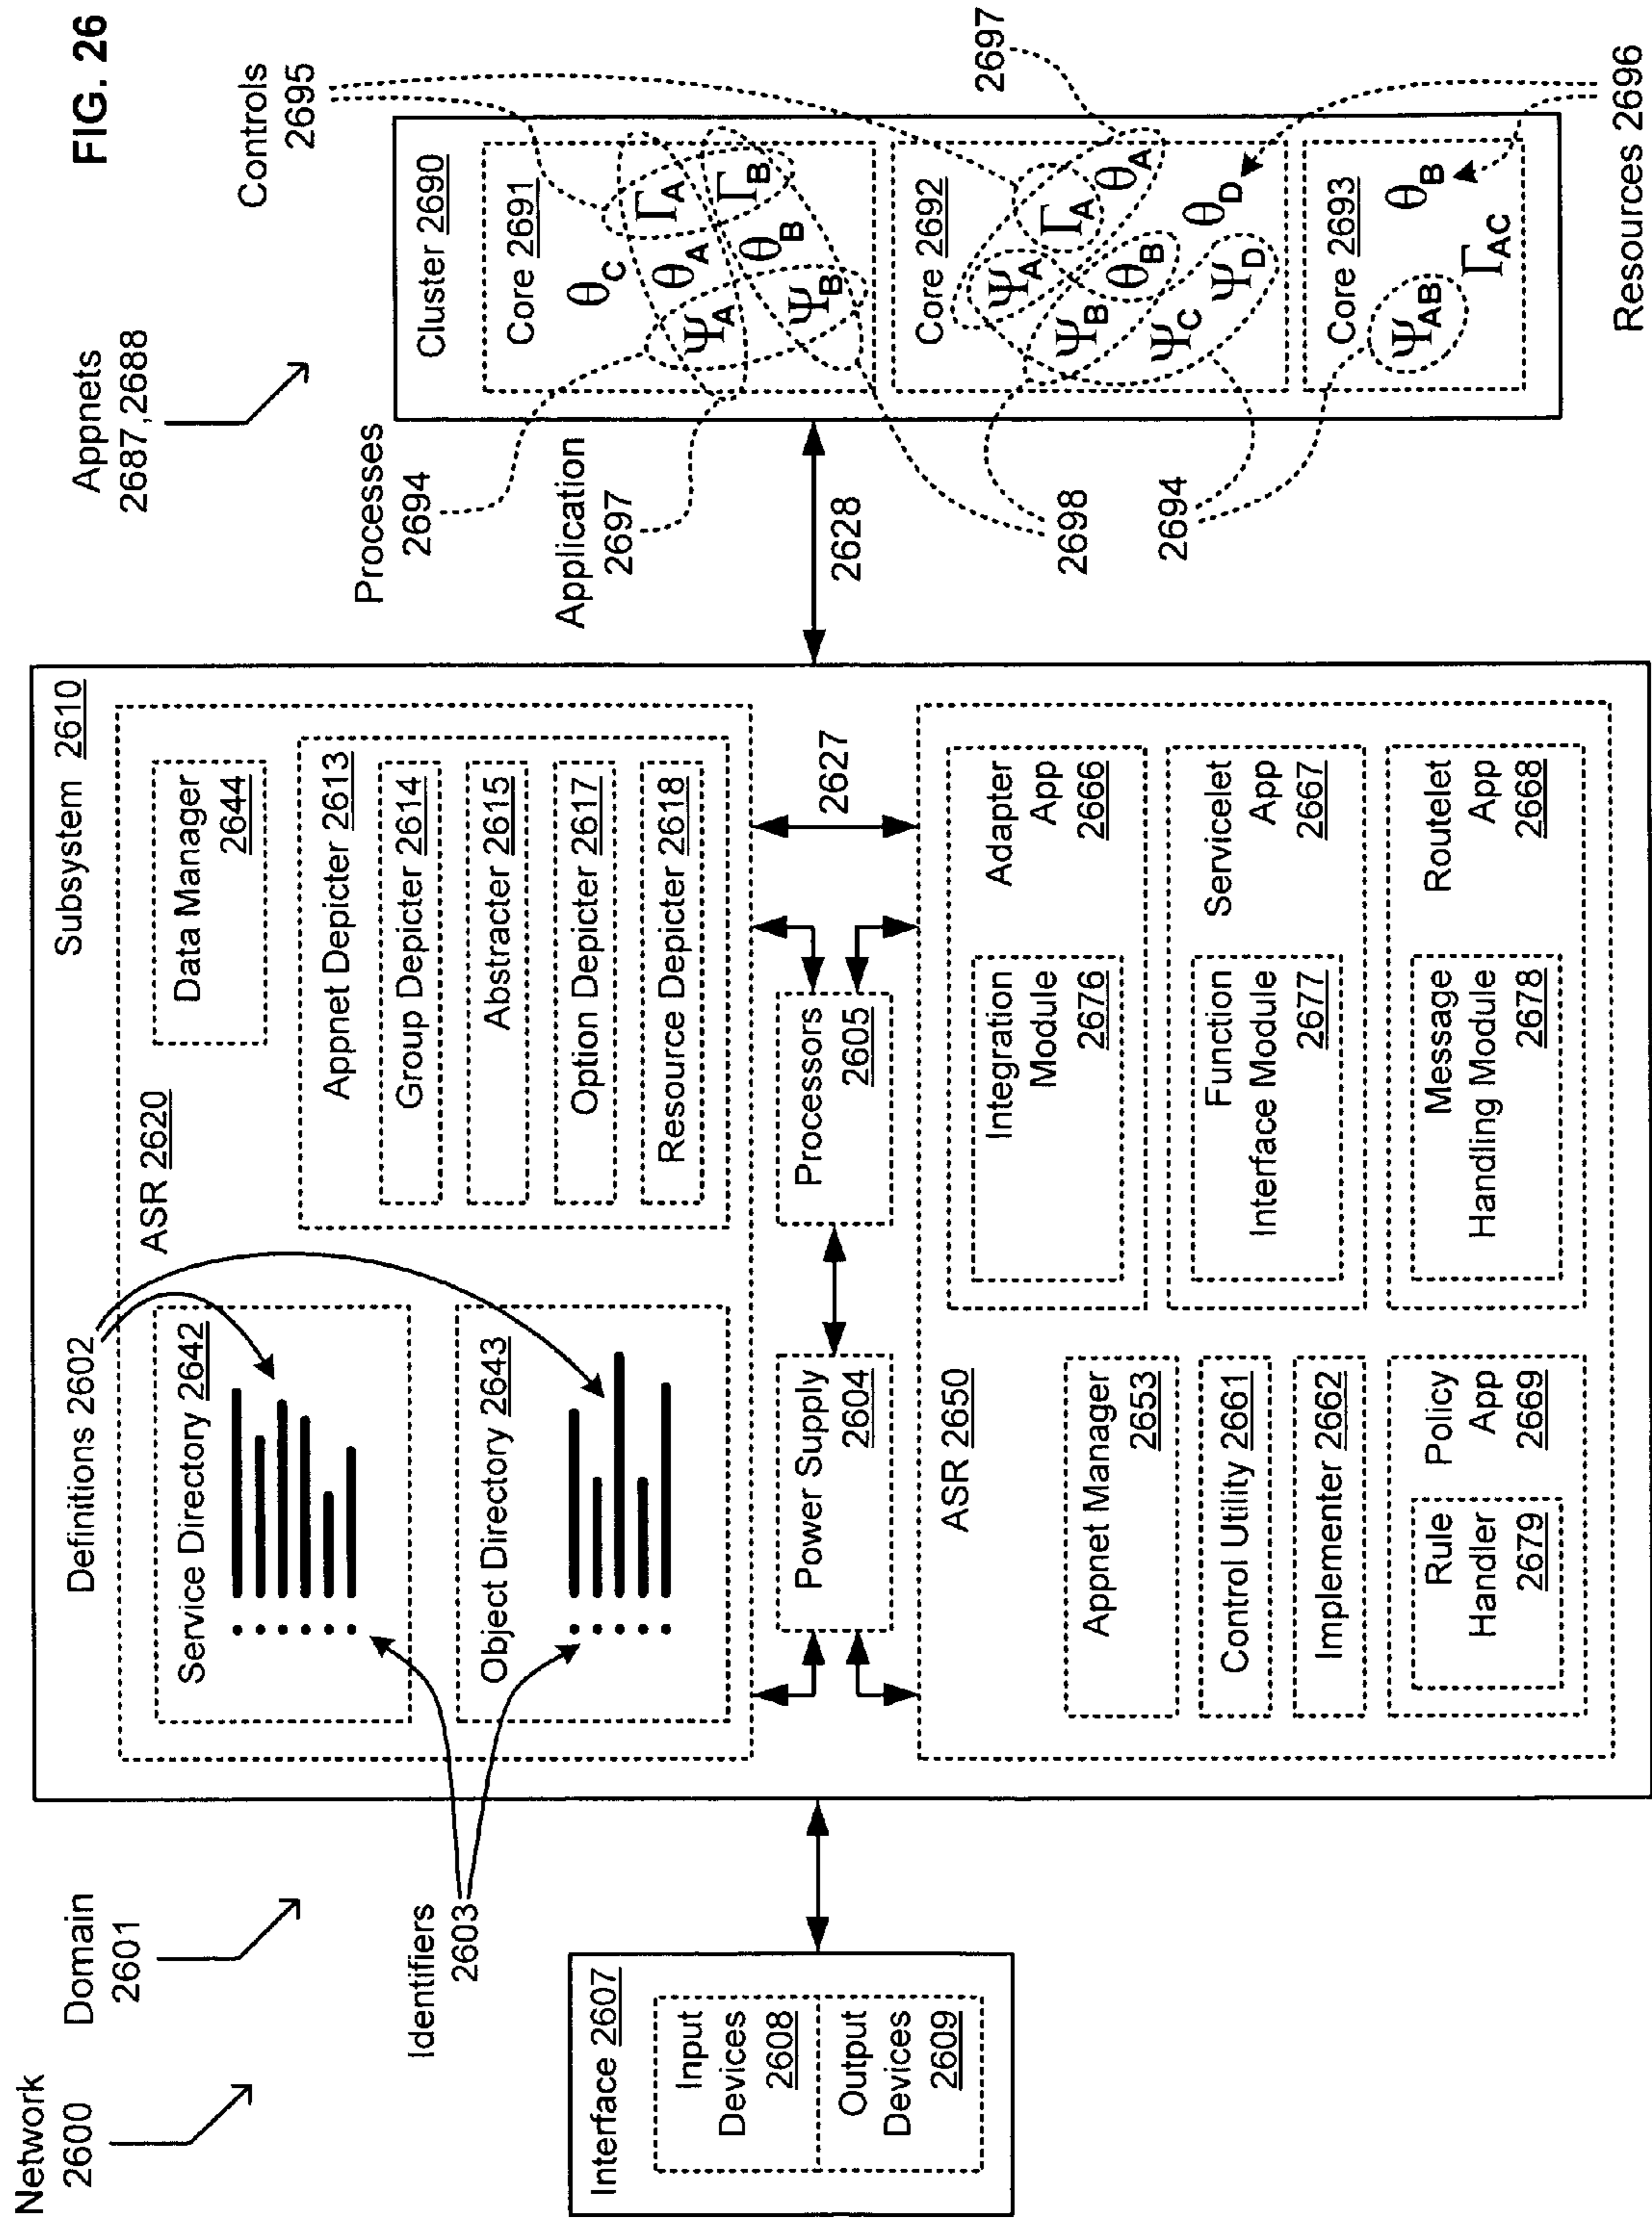 FIG. 26
Network
2600
Domain
2601
Identifiers
2603
Interface 2607
Input
Devices
2608
Output
Devices
2609
Definitions 2602
Subsystem 2610
ASR 2620
Service Directory 2642
Object Directory 2643
Data Manager
2644
Appnet Depicter 2613
Group Depicter 2614
Abstracter 2615
Option Depicter 2617
Resource Depicter 2618
Power Supply
2604
Processors
2605
2627
ASR 2650
Appnet Manager
2653
Control Utility 2661
Implementer 2662
Rule
Handler
2679
Policy
App
2669
Integration
Module
2676
Adapter
App
2666
Function
Interface Module
2677
Servicelet
App
2667
Message
Handling Module
2678
Routelet
App
2668
2628
Appnets
2687,2688
Processes
2694
Application
2697
2698
2694
Controls
2695
2697
Resources 2696
Cluster 2690
Core 2691
θC
ΨA θA ΓA
ΨB θB ΓB
Core 2692
ΨA ΓA
ΨB θB θA
ΨC
ΨD θD
Core 2693
ΨAB θB
ΓAC